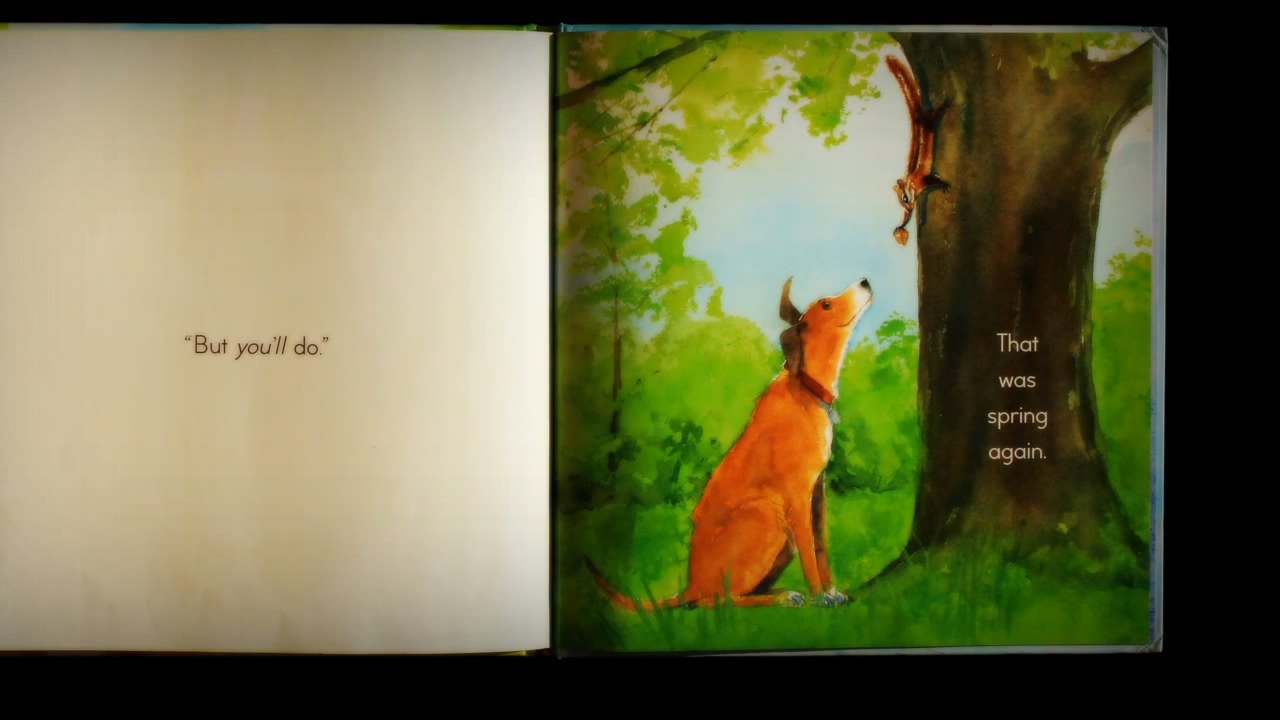 “But you’ll do.”
That
was
spring
again.